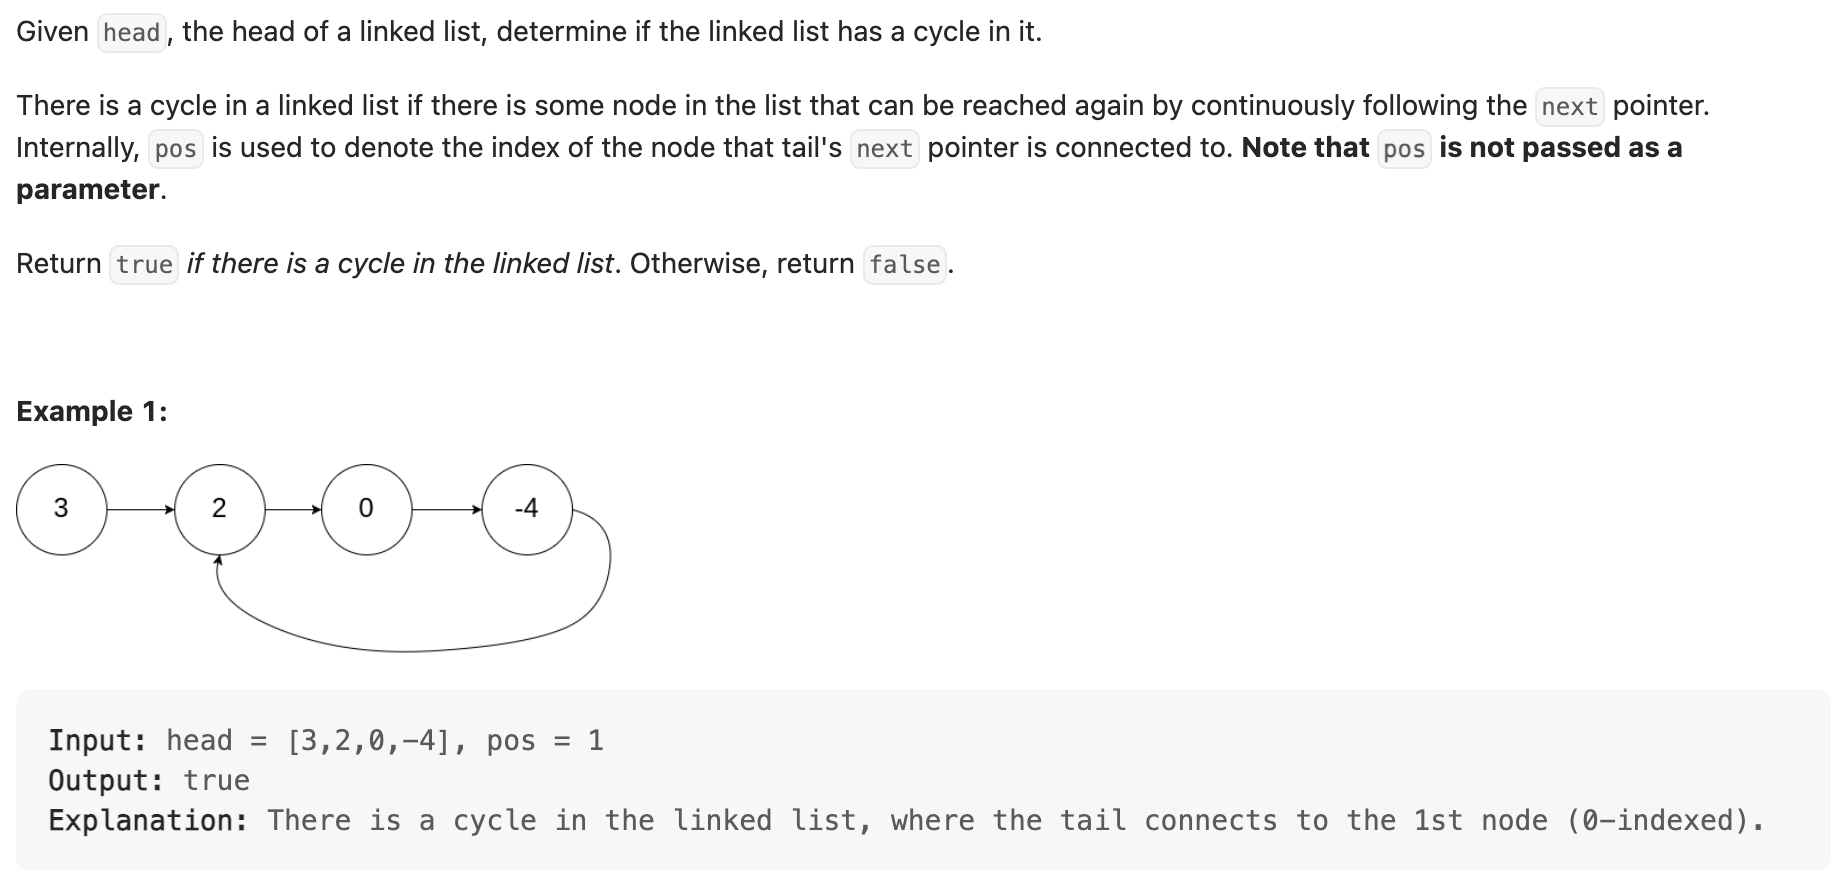 Given head, the head of a linked list, determine if the linked list has a cycle in it.
There is a cycle in a linked list if there is some node in the list that can be reached again by continuously following the next pointer.
Internally, pos is used to denote the index of the node that tail's next pointer is connected to. Note that pos is not passed as a
parameter.
Return true if there is a cycle in the linked list. Otherwise, return false.
Example 1:
3 2 0 -4
Input: head = [3,2,0,-4], pos = 1
Output: true
Explanation: There is a cycle in the linked list, where the tail connects to the 1st node (0-indexed).